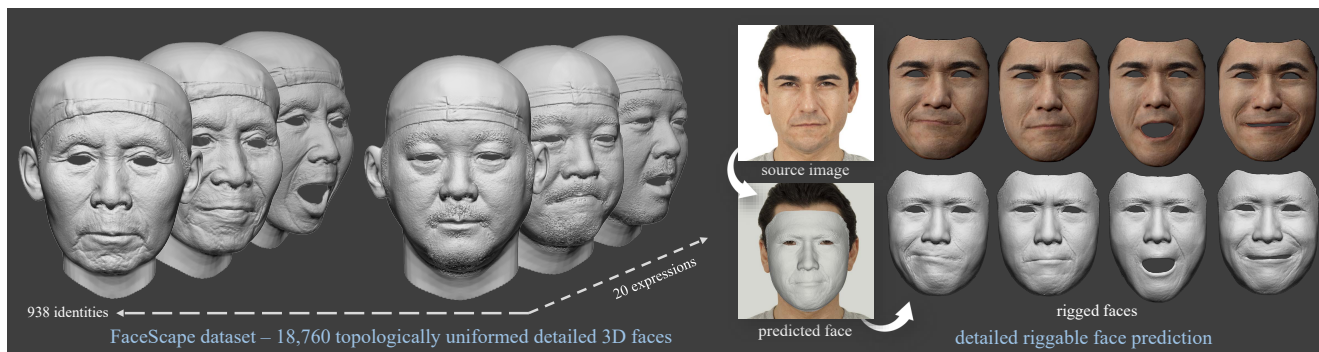 938 identities
20 expressions
FaceScape dataset – 18,760 topologically uniformed detailed 3D faces
source image
predicted face
rigged faces
detailed riggable face prediction